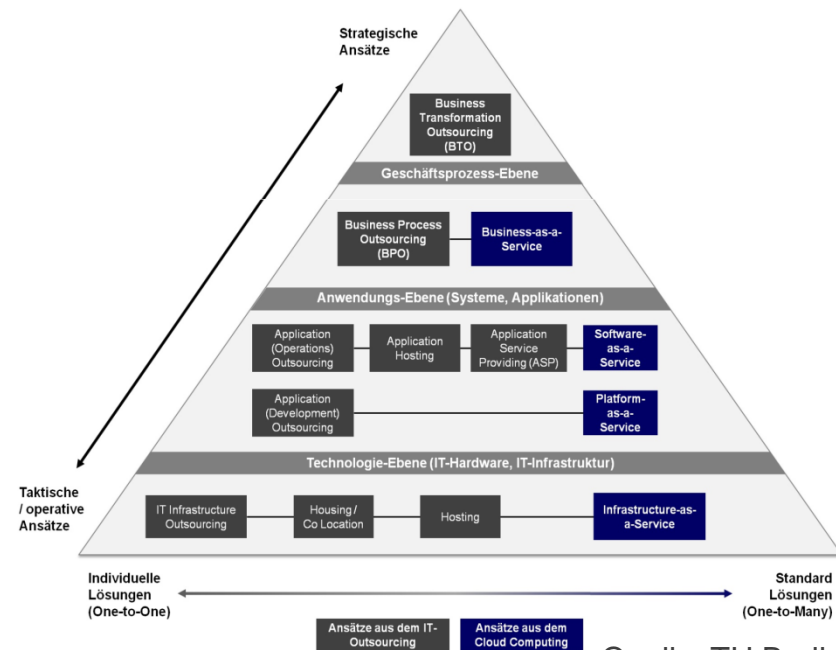 Strategische
Ansätze
Business
Transformation
Outsourcing
(BTO)
Geschäftsprozess-Ebene
Business Process
Outsourcing
(BPO)
Business-as-a-
Service
Anwendungs-Ebene (Systeme, Applikationen)
Application
(Operations)
Outsourcing
Application
Hosting
Application
Service
Providing (ASP)
Software-
as-a-
Service
Application
(Development)
Outsourcing
Platform-
as-a-
Service
Technologie-Ebene (IT-Hardware, IT-Infrastruktur)
Taktische
/ operative
Ansätze
IT Infrastructure
Outsourcing
Housing /
Co Location
Hosting
Infrastructure-as-
a-Service
Individuelle
Lösungen
(One-to-One)
Standard
Lösungen
(One-to-Many)
Ansätze aus dem IT-
Outsourcing
Ansätze aus dem
Cloud Computing